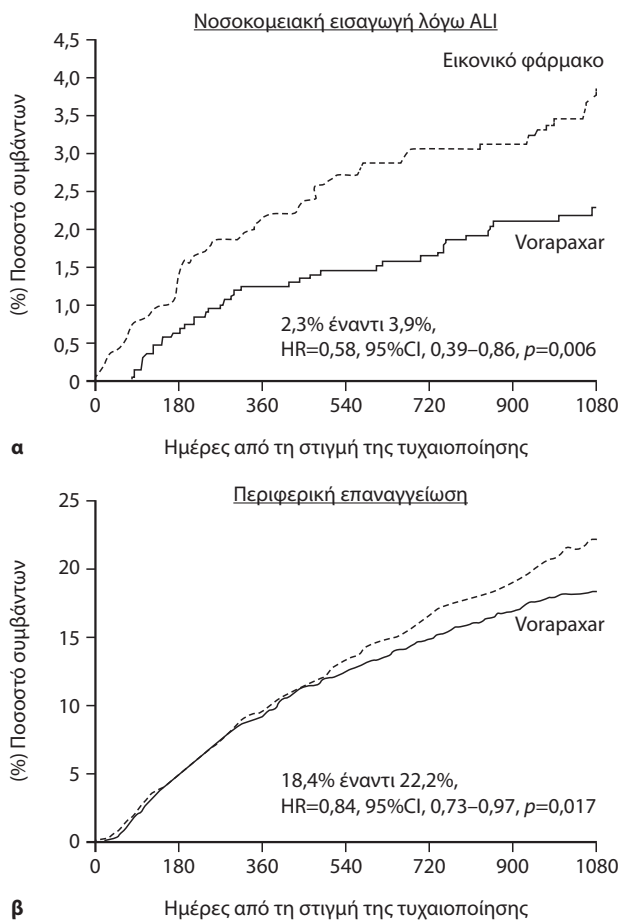 Νοσοκομειακή εισαγωγή λόγω ALI
(%) Ποσοστό συμβάντων
4,5
4,0
3,5
3,0
2,5
2,0
1,5
1,0
0,5
0
Εικονικό φάρμακο
Vorapaxar
2,3% έναντι 3,9%,
HR=0,58, 95%CI, 0,39–0,86, p=0,006
0 180 360 540 720 900 1080
α Ημέρες από τη στιγμή της τυχαιοποίησης
Περιφερική επαναγγείωση
(%) Ποσοστό συμβάντων
25
20
15
10
5
0
Vorapaxar
18,4% έναντι 22,2%,
HR=0,84, 95%CI, 0,73–0,97, p=0,017
0 180 360 540 720 900 1080
β Ημέρες από τη στιγμή της τυχαιοποίησης